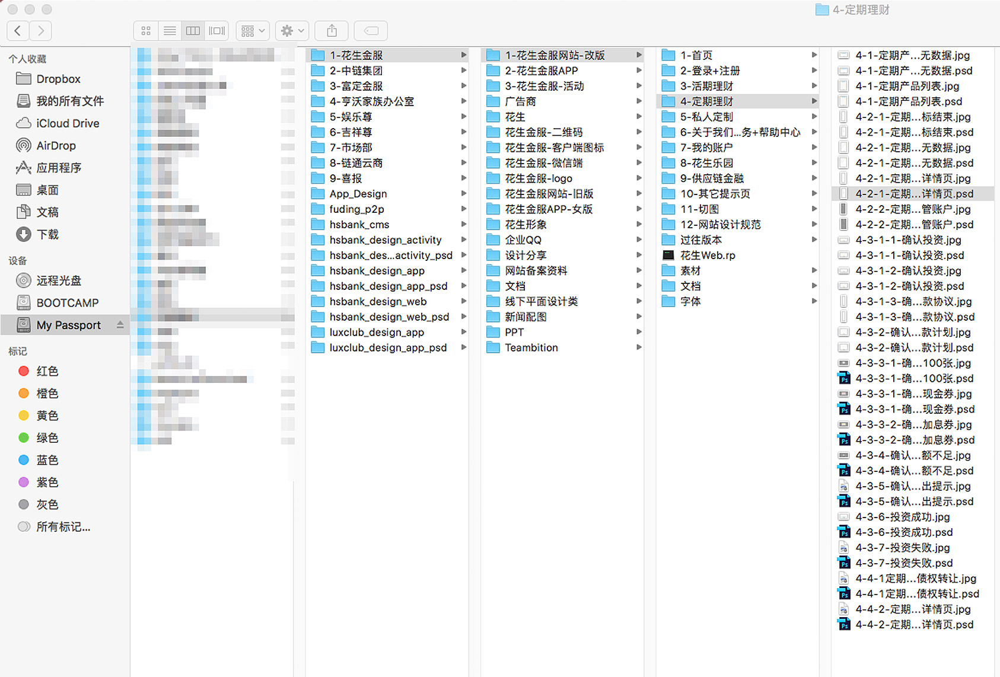 4-定期理财
个人收藏
Dropbox
我的所有文件
iCloud Drive
AirDrop
应用程序
桌面
文稿
下载
设备
远程光盘
BOOTCAMP
My Passport
标记
红色
橙色
黄色
绿色
蓝色
紫色
灰色
所有标记...
1-花生金服
2-中链集团
3-富定金服
4-亨沃家族办公室
5-娱乐尊
6-吉祥尊
7-市场部
8-链通云商
9-喜报
App_Design
fuding_p2p
hsbank_cms
hsbank_design_activity
hsbank_des...activity_psd
hsbank_design_app
hsbank_design_app_psd
hsbank_design_web
hsbank_design_web_psd
luxclub_design_app
luxclub_design_app_psd
1-花生金服网站-改版
2-花生金服APP
3-花生金服-活动
广告商
花生
花生金服-二维码
花生金服-客户端图标
花生金服-微信端
花生金服-logo
花生金服网站-旧版
花生金服APP-女版
花生形象
企业QQ
设计分享
网站备案资料
文档
线下平面设计类
新闻配图
PPT
Teambition
1-首页
2-登录+注册
3-活期理财
4-定期理财
5-私人定制
6-关于我们...务+帮助中心
7-我的账户
8-花生乐园
9-供应链金融
10-其它提示页
11-切图
12-网站设计规范
过往版本
花生Web.rp
素材
文档
字体
4-1-定期产...无数据.jpg
4-1-定期产...无数据.psd
4-1-定期产品列表.jpg
4-1-定期产品列表.psd
4-2-1-定期...标结束.jpg
4-2-1-定期...标结束.psd
4-2-1-定期...无数据.jpg
4-2-1-定期...无数据.psd
4-2-1-定期...详情页.jpg
4-2-1-定期...详情页.psd
4-2-2-定期...管账户.jpg
4-2-2-定期...管账户.psd
4-3-1-1-确认投资.jpg
4-3-1-1-确认投资.psd
4-3-1-2-确认投资.jpg
4-3-1-2-确认投资.psd
4-3-1-3-确...款协议.jpg
4-3-1-3-确...款协议.psd
4-3-2-确认...款计划.jpg
4-3-2-确认...款计划.psd
4-3-3-1-确...100张.jpg
4-3-3-1-确...100张.psd
4-3-3-1-确...现金券.jpg
4-3-3-1-确...现金券.psd
4-3-3-2-确...加息券.jpg
4-3-3-2-确...加息券.psd
4-3-4-确认...额不足.jpg
4-3-4-确认...额不足.psd
4-3-5-确认...出提示.jpg
4-3-5-确认...出提示.psd
4-3-6-投资成功.jpg
4-3-6-投资成功.psd
4-3-7-投资失败.jpg
4-3-7-投资失败.psd
4-4-1定期...债权转让.jpg
4-4-1定期...债权转让.psd
4-4-2-定期...详情页.jpg
4-4-2-定期...详情页.psd